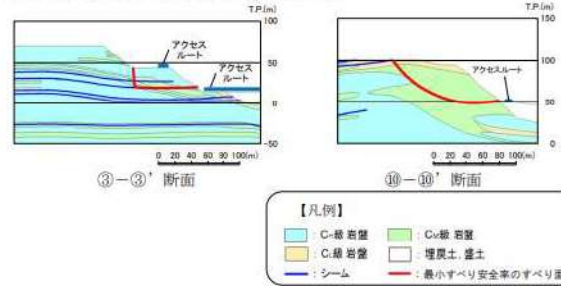 T.P.(m)
100
50
0
-50
アクセス
ルート
アクセス
ルート
0 20 40 60 80 100(m)
③-③' 断面
T.P.(m)
150
100
50
0
アクセスルート
0 20 40 60 80 100(m)
⑩-⑩' 断面
【凡例】
: CH級 岩盤
: CM級 岩盤
: CL級 岩盤
: 埋戻土、盛土
: シーム
: 最小すべり安全率のすべり面